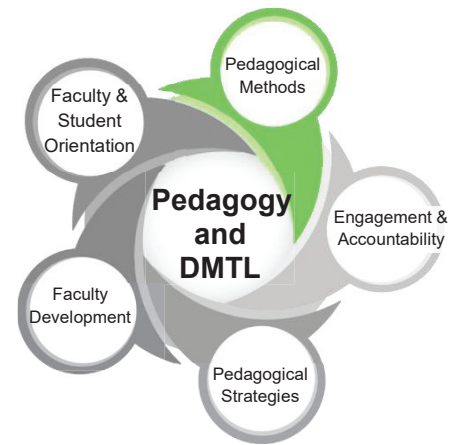 Pedagogical
Methods
Faculty &
Student
Orientation
Pedagogy
and
DMTL
Engagement &
Accountability
Faculty
Development
Pedagogical
Strategies